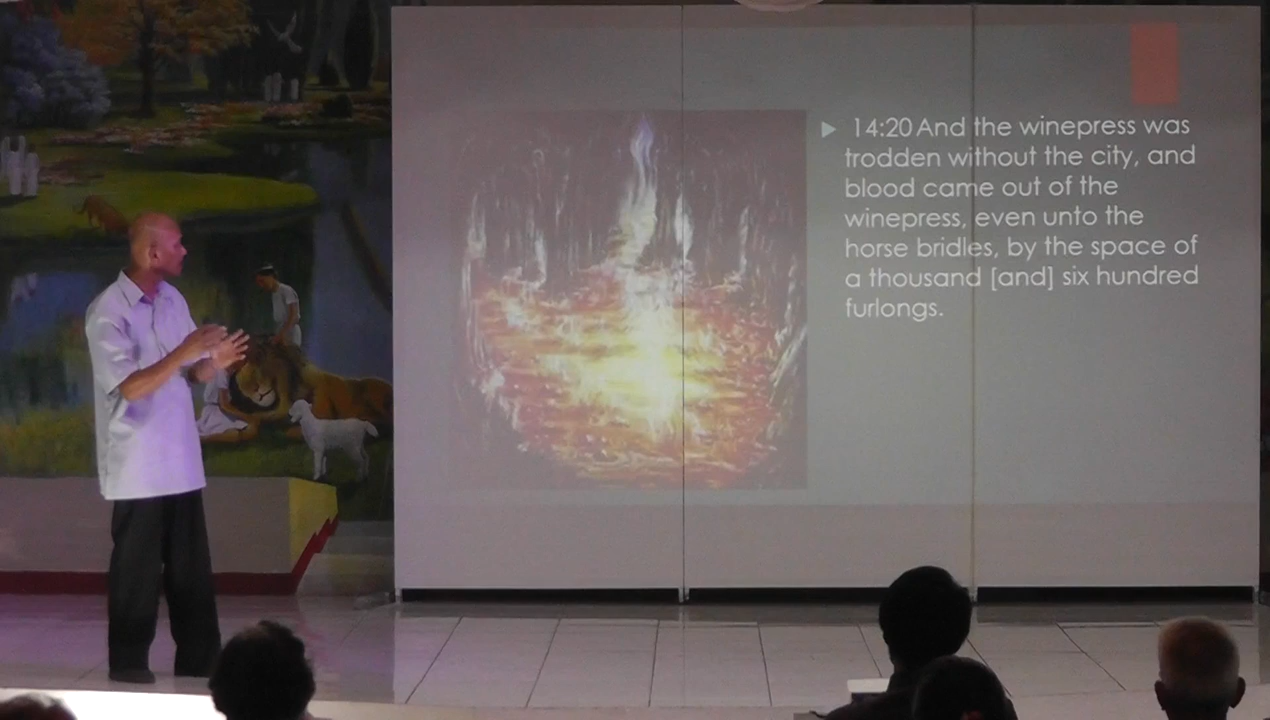 14:20 And the winepress was
trodden without the city, and
blood came out of the
winepress, even unto the
horse bridles, by the space of
a thousand [and] six hundred
furlongs.